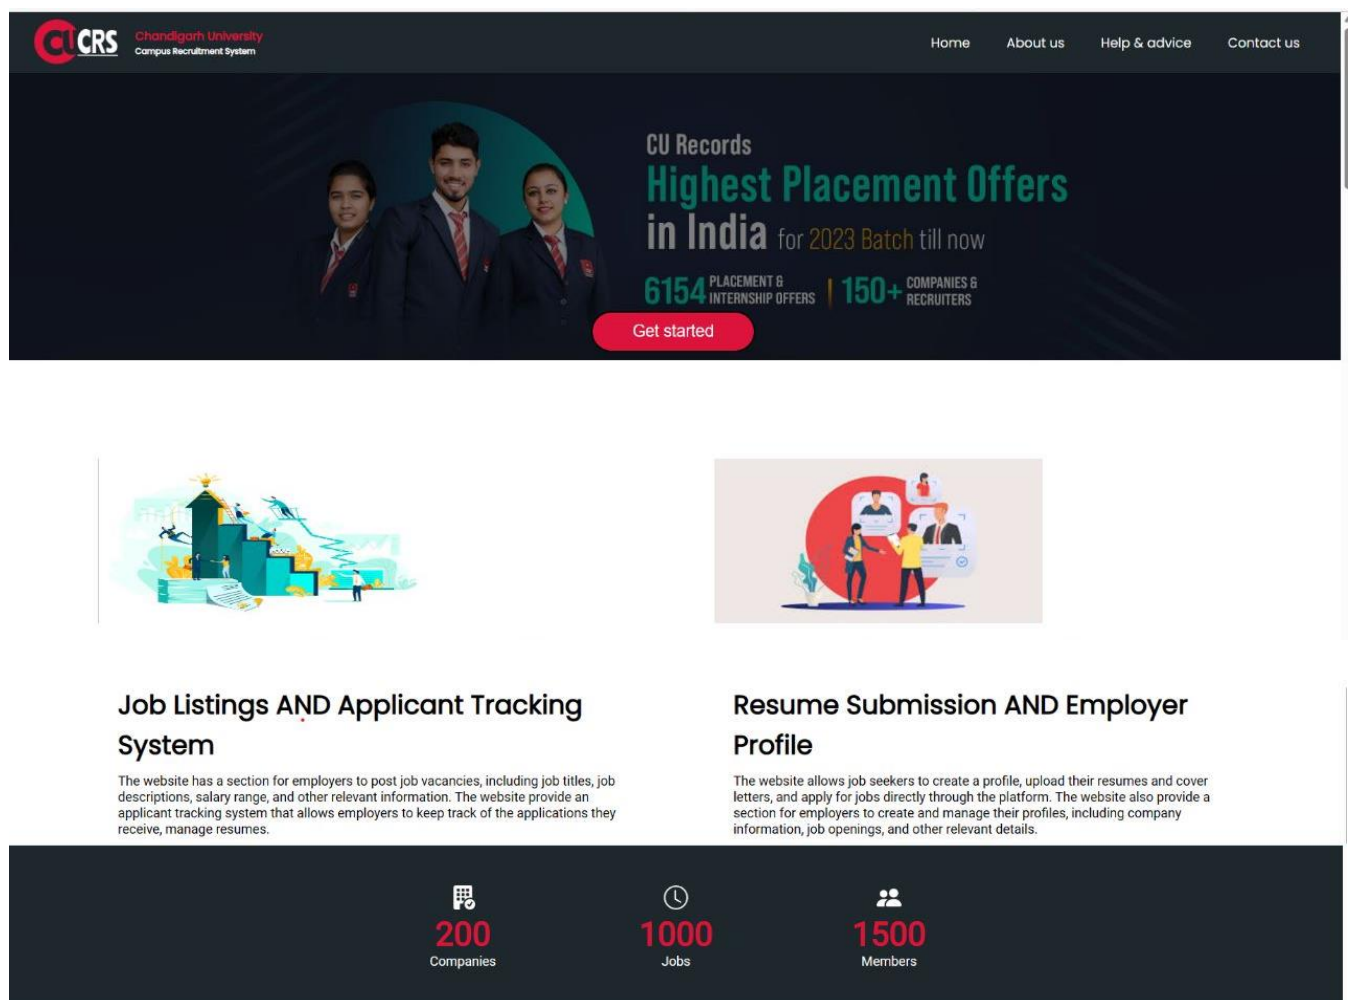 CU CRS
Chandigarh University
Campus Recruitment System
Home About us Help & advice Contact us
CU Records
Highest Placement Offers
in India for 2023 Batch till now
6154 PLACEMENT & INTERNSHIP OFFERS | 150+ COMPANIES & RECRUITERS
Get started
Job Listings AND Applicant Tracking
System
The website has a section for employers to post job vacancies, including job titles, job
descriptions, salary range, and other relevant information. The website provide an
applicant tracking system that allows employers to keep track of the applications they
receive, manage resumes.
Resume Submission AND Employer
Profile
The website allows job seekers to create a profile, upload their resumes and cover
letters, and apply for jobs directly through the platform. The website also provide a
section for employers to create and manage their profiles, including company
information, job openings, and other relevant details.
200
Companies
1000
Jobs
1500
Members